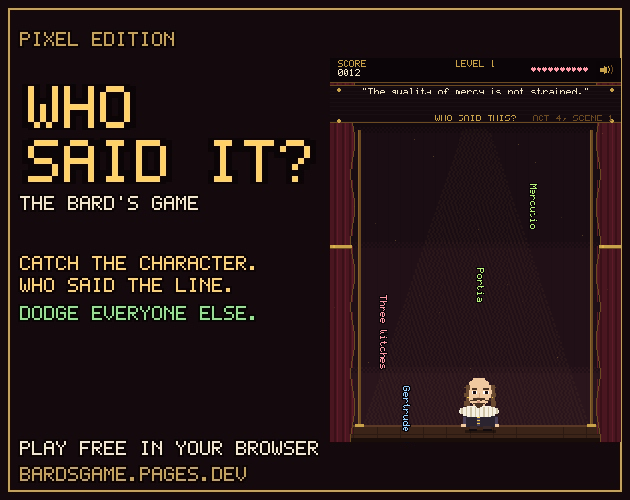 PIXEL EDITION
WHO
SAID IT?
THE BARD'S GAME
CATCH THE CHARACTER.
WHO SAID THE LINE.
DODGE EVERYONE ELSE.
PLAY FREE IN YOUR BROWSER
BARDSGAME.PAGES.DEV
SCORE
0012
LEVEL 1
"The quality of mercy is not strained."
WHO SAID THIS? ACT 4, SCENE 1
Mercutio
Portia
Three Witches
Gertrude